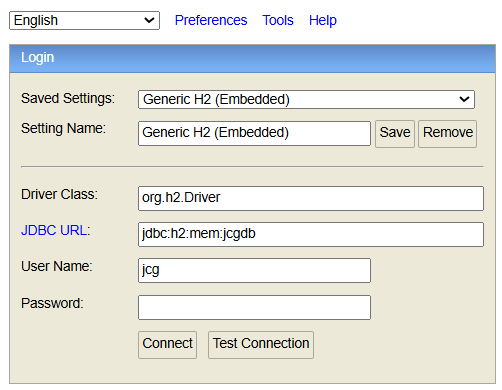 English Preferences Tools Help
Login
Saved Settings: Generic H2 (Embedded)
Setting Name: Generic H2 (Embedded) Save Remove
Driver Class: org.h2.Driver
JDBC URL: jdbc:h2:mem:jcgdb
User Name: jcg
Password:
Connect Test Connection